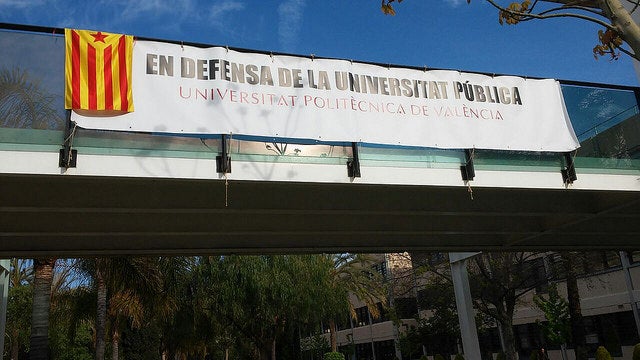 EN DEFENSA DE LA UNIVERSITAT PÚBLICA
UNIVERSITAT POLITÈCNICA DE VALÈNCIA